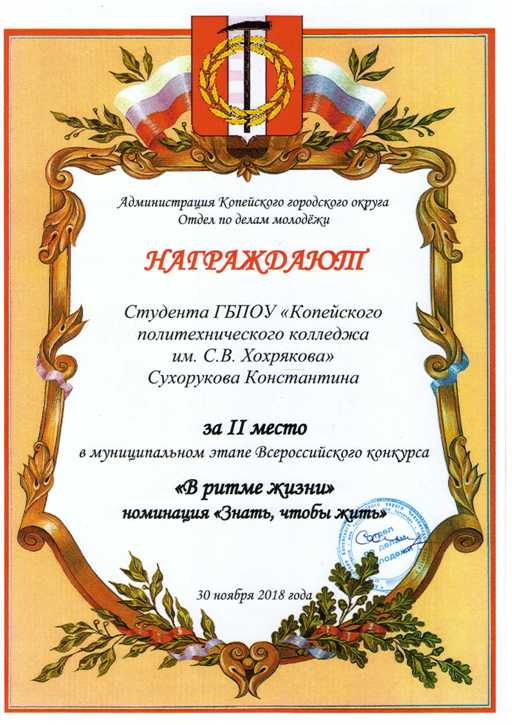 Администрация Копейского городского округа
Отдел по делам молодёжи
НАГРАЖДАЮТ
Студента ГБПОУ «Копейского
политехнического колледжа
им. С.В. Хохрякова»
Сухорукова Константина
за II место
в муниципальном этапе Всероссийского конкурса
«В ритме жизни»
номинация «Знать, чтобы жить»
Отдел
по делам
молодежи
30 ноября 2018 года